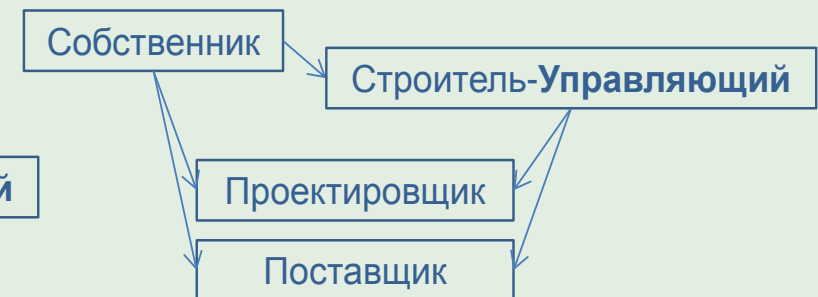 Собственник
Строитель-Управляющий
Проектировщик
Поставщик